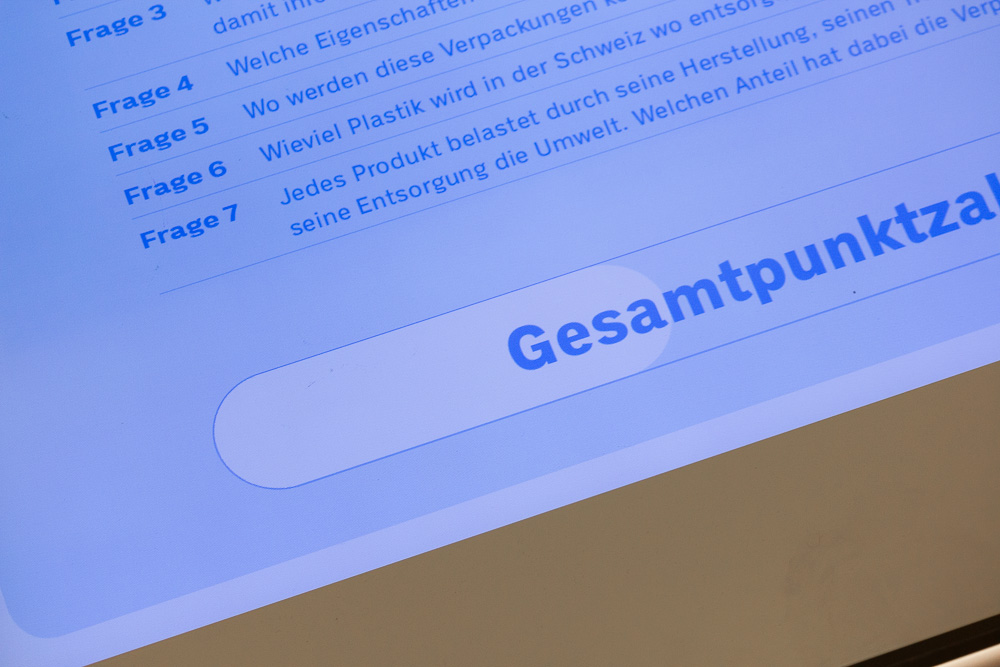 Frage 3
damit
Frage 4 Welche Eigenschaften
Frage 5 Wo werden diese Verpackungen
Frage 6 Wieviel Plastik wird in der Schweiz wo
Frage 7 Jedes Produkt belastet durch seine Herstellung, seinen
seine Entsorgung die Umwelt. Welchen Anteil hat dabei die
Gesamtpunktza